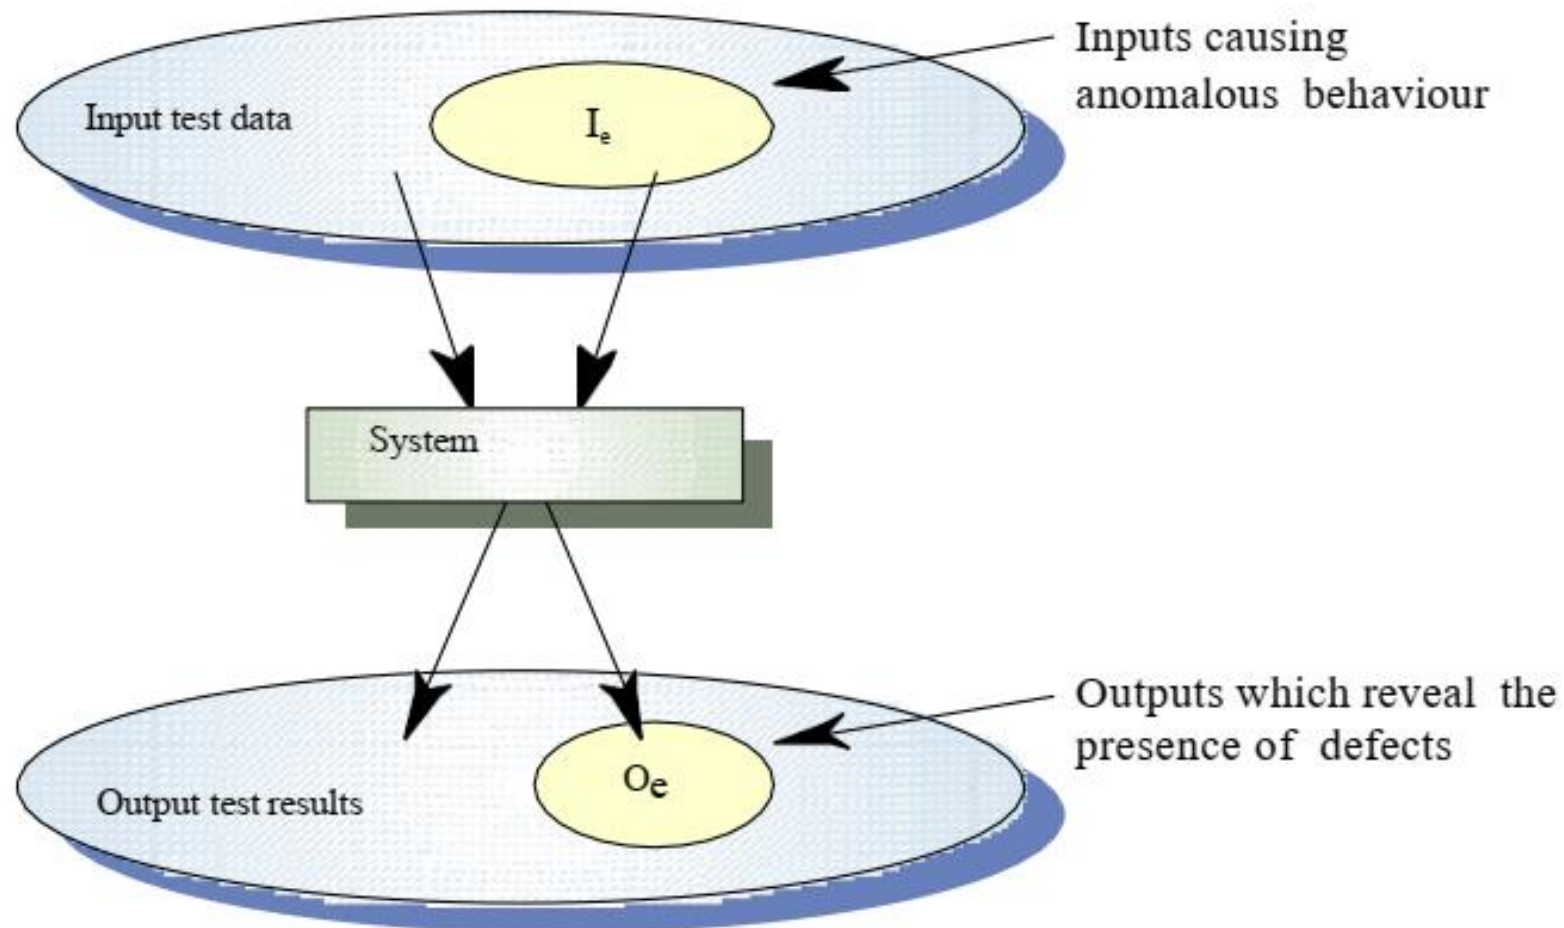 Inputs causing
anomalous behaviour
Input test data
Ie
System
Outputs which reveal the
presence of defects
Oe
Output test results